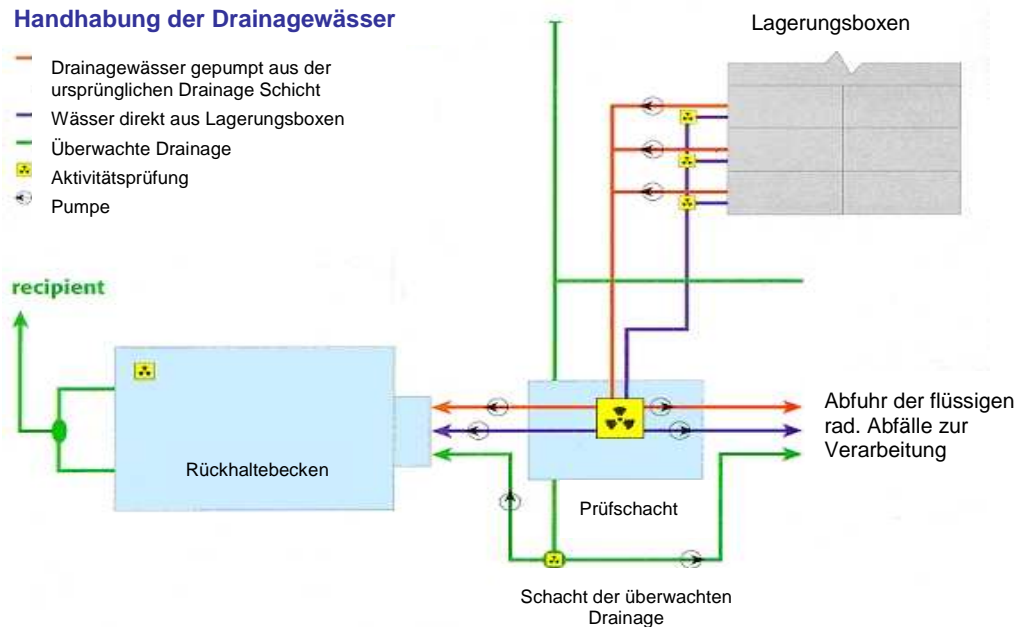 Handhabung der Drainagewässer
Drainagewässer gepumpt aus der
ursprünglichen Drainage Schicht
Wässer direkt aus Lagerungsboxen
Überwachte Drainage
Aktivitätsprüfung
Pumpe
Lagerungsboxen
recipient
Rückhaltebecken
Prüfschacht
Abfuhr der flüssigen
rad. Abfälle zur
Verarbeitung
Schacht der überwachten
Drainage